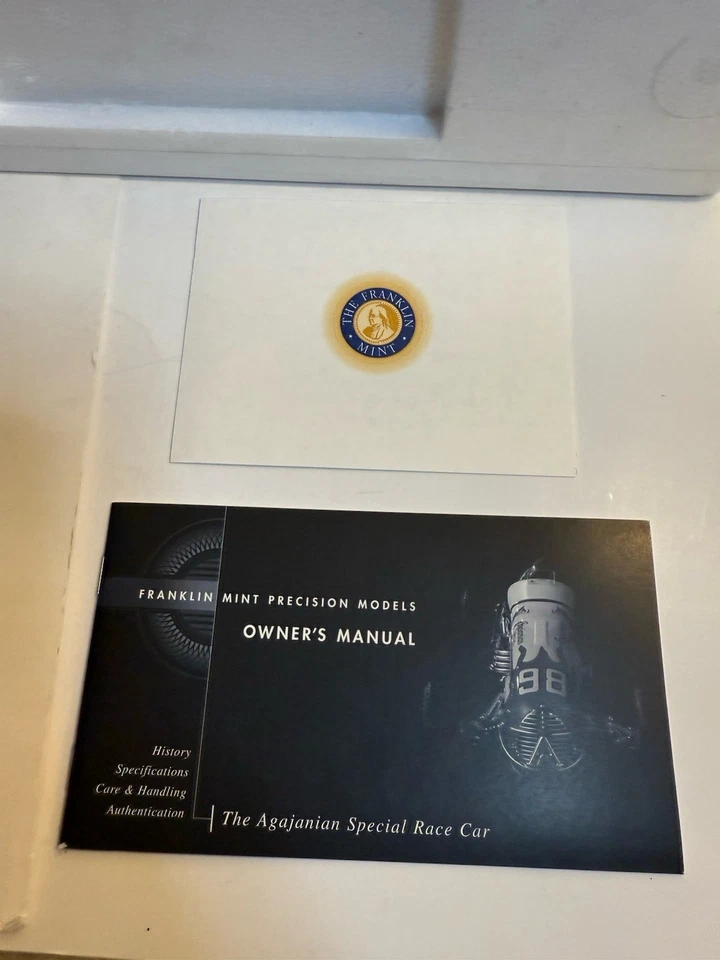 THE FRANKLIN
MINT
FRANKLIN MINT PRECISION MODELS
OWNER'S MANUAL
98
History
Specifications
Care & Handling
Authentication
The Agajanian Special Race Car